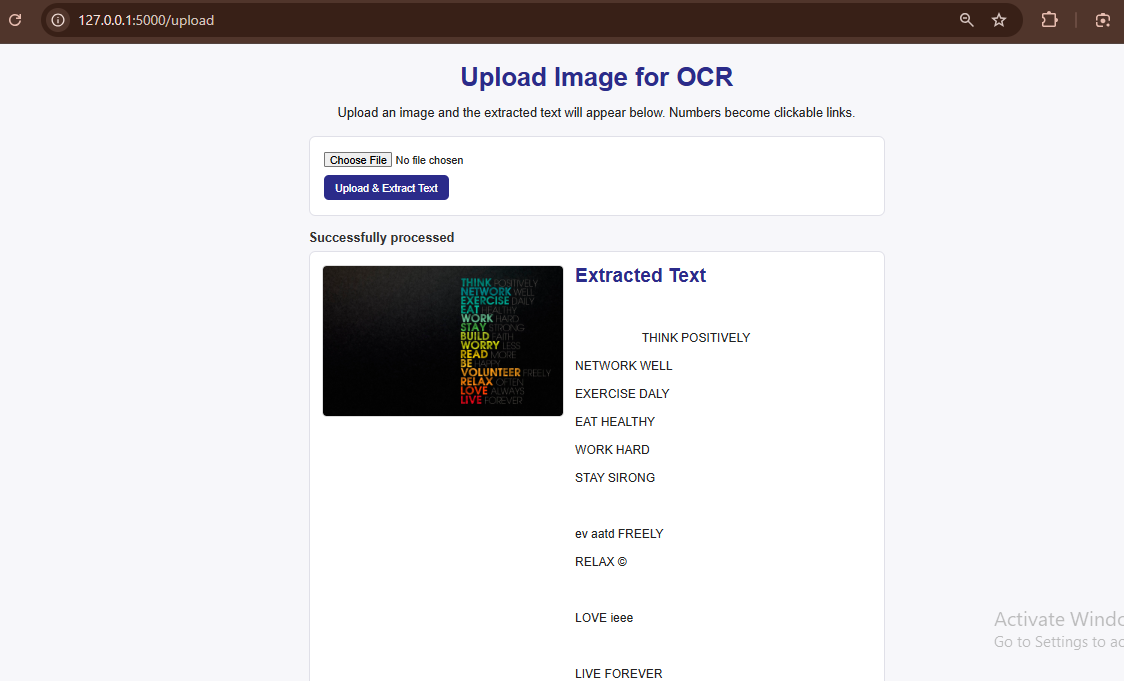 127.0.0.1:5000/upload
Upload Image for OCR
Upload an image and the extracted text will appear below. Numbers become clickable links.
Choose File No file chosen
Upload & Extract Text
Successfully processed
THINK POSITIVELY
NETWORK WELL
EXERCISE DAILY
EAT HEALTHY
WORK HARD
STAY STRONG
BUILD FAITH
WORRY LESS
READ MORE
BE HAPPY
VOLUNTEER FREELY
RELAX OFTEN
LOVE ALWAYS
LIVE FOREVER
Extracted Text
THINK POSITIVELY
NETWORK WELL
EXERCISE DALY
EAT HEALTHY
WORK HARD
STAY SIRONG
ev aatd FREELY
RELAX ©
LOVE ieee
LIVE FOREVER
Activate Windo
Go to Settings to ac